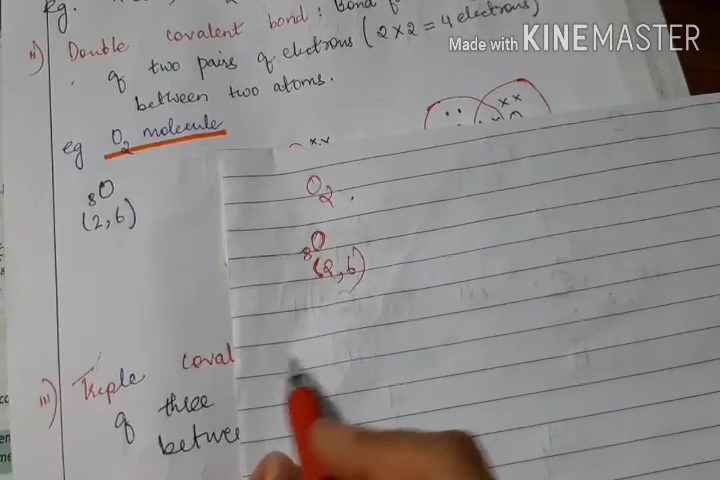 eg.
ii) Double covalent bond : Bond f
of two pairs of electrons (2 x 2 = 4 electrons)
between two atoms.
Made with KINEMASTER
eg O2 molecule
8O
(2,6)
O2.
8O
(2,6)
iii) Triple coval
of three
betwee